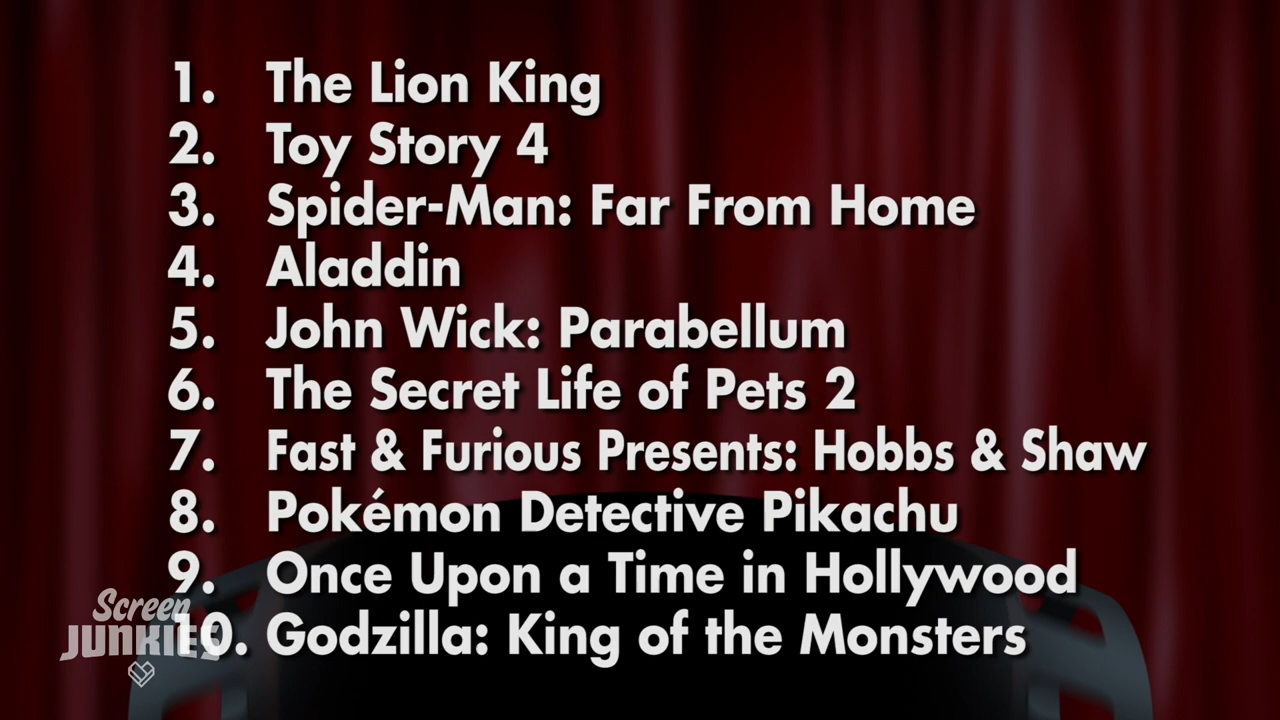 1. The Lion King
2. Toy Story 4
3. Spider-Man: Far From Home
4. Aladdin
5. John Wick: Parabellum
6. The Secret Life of Pets 2
7. Fast & Furious Presents: Hobbs & Shaw
8. Pokémon Detective Pikachu
9. Once Upon a Time in Hollywood
10. Godzilla: King of the Monsters
Screen
JUNKIES